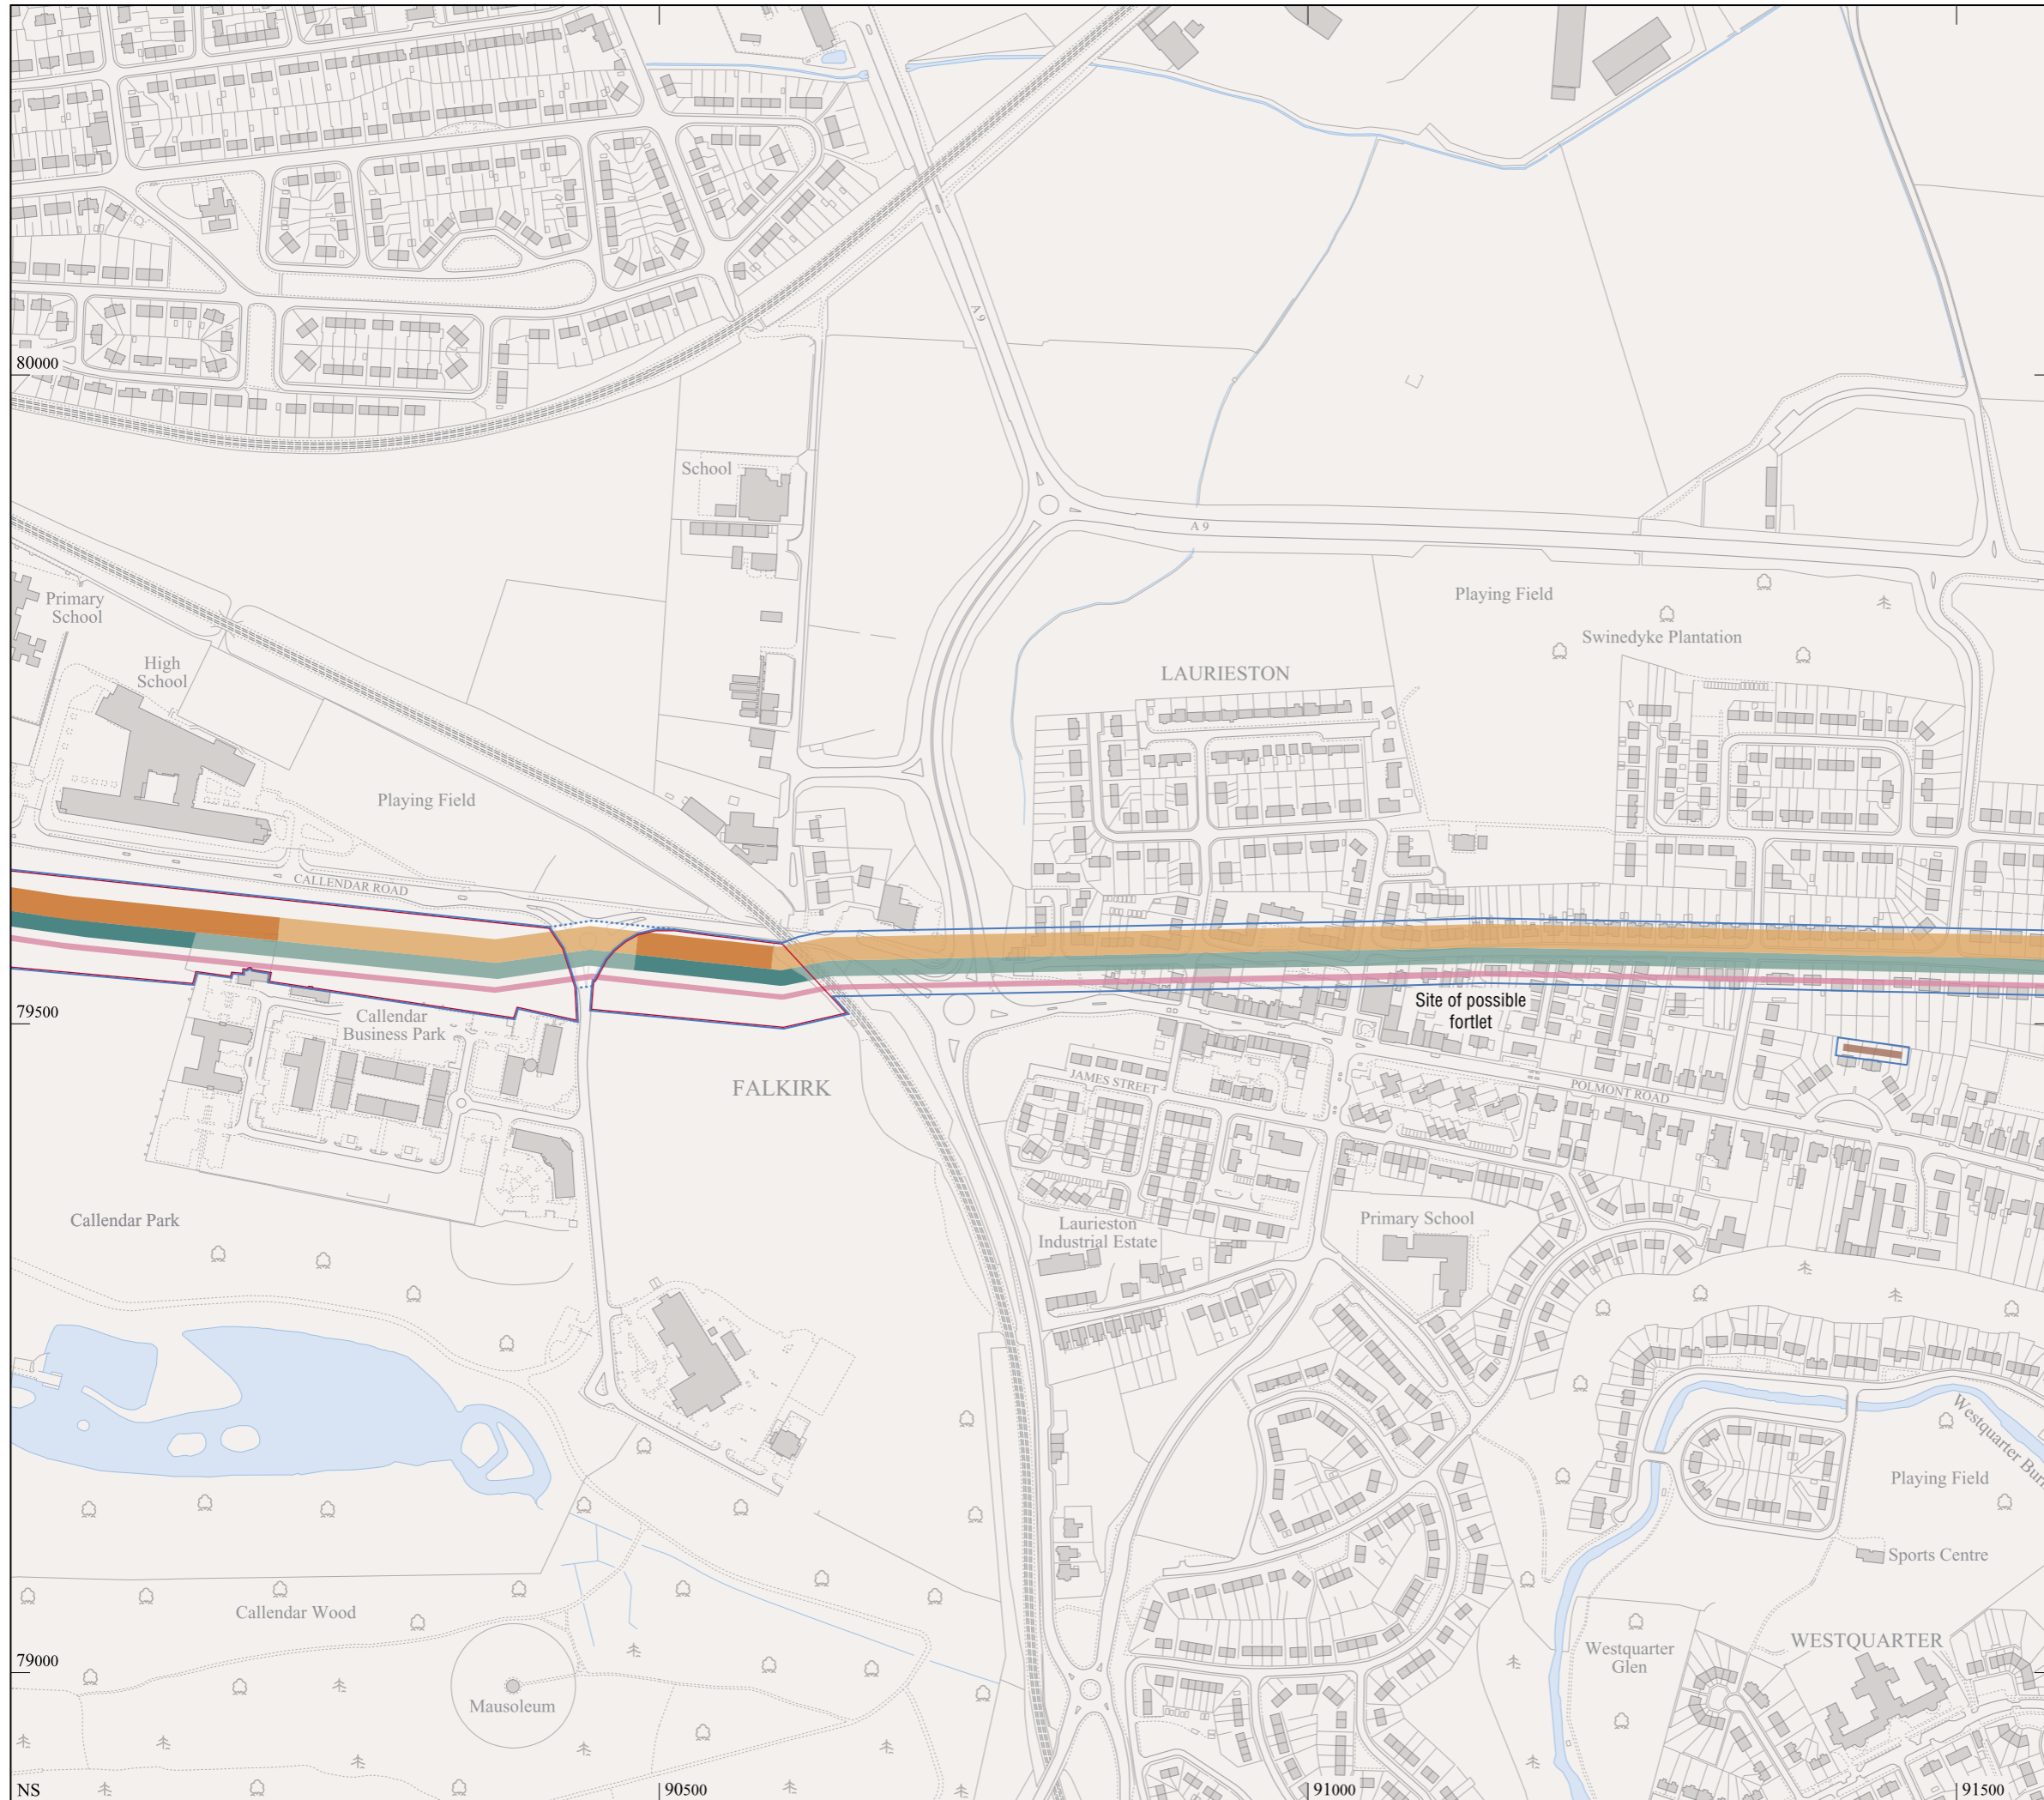 A 9
80000
School
A 9
Primary
School
Playing Field
Swinedyke Plantation
High
School
LAURIESTON
Playing Field
CALLENDAR ROAD
79500
Site of possible
fortlet
Callendar
Business Park
FALKIRK
JAMES STREET
POLMONT ROAD
Callendar Park
Laurieston
Industrial Estate
Primary School
Westquarter Burn
Playing Field
Sports Centre
Callendar Wood
Westquarter
Glen
WESTQUARTER
79000
Mausoleum
NS
90500
91000
91500